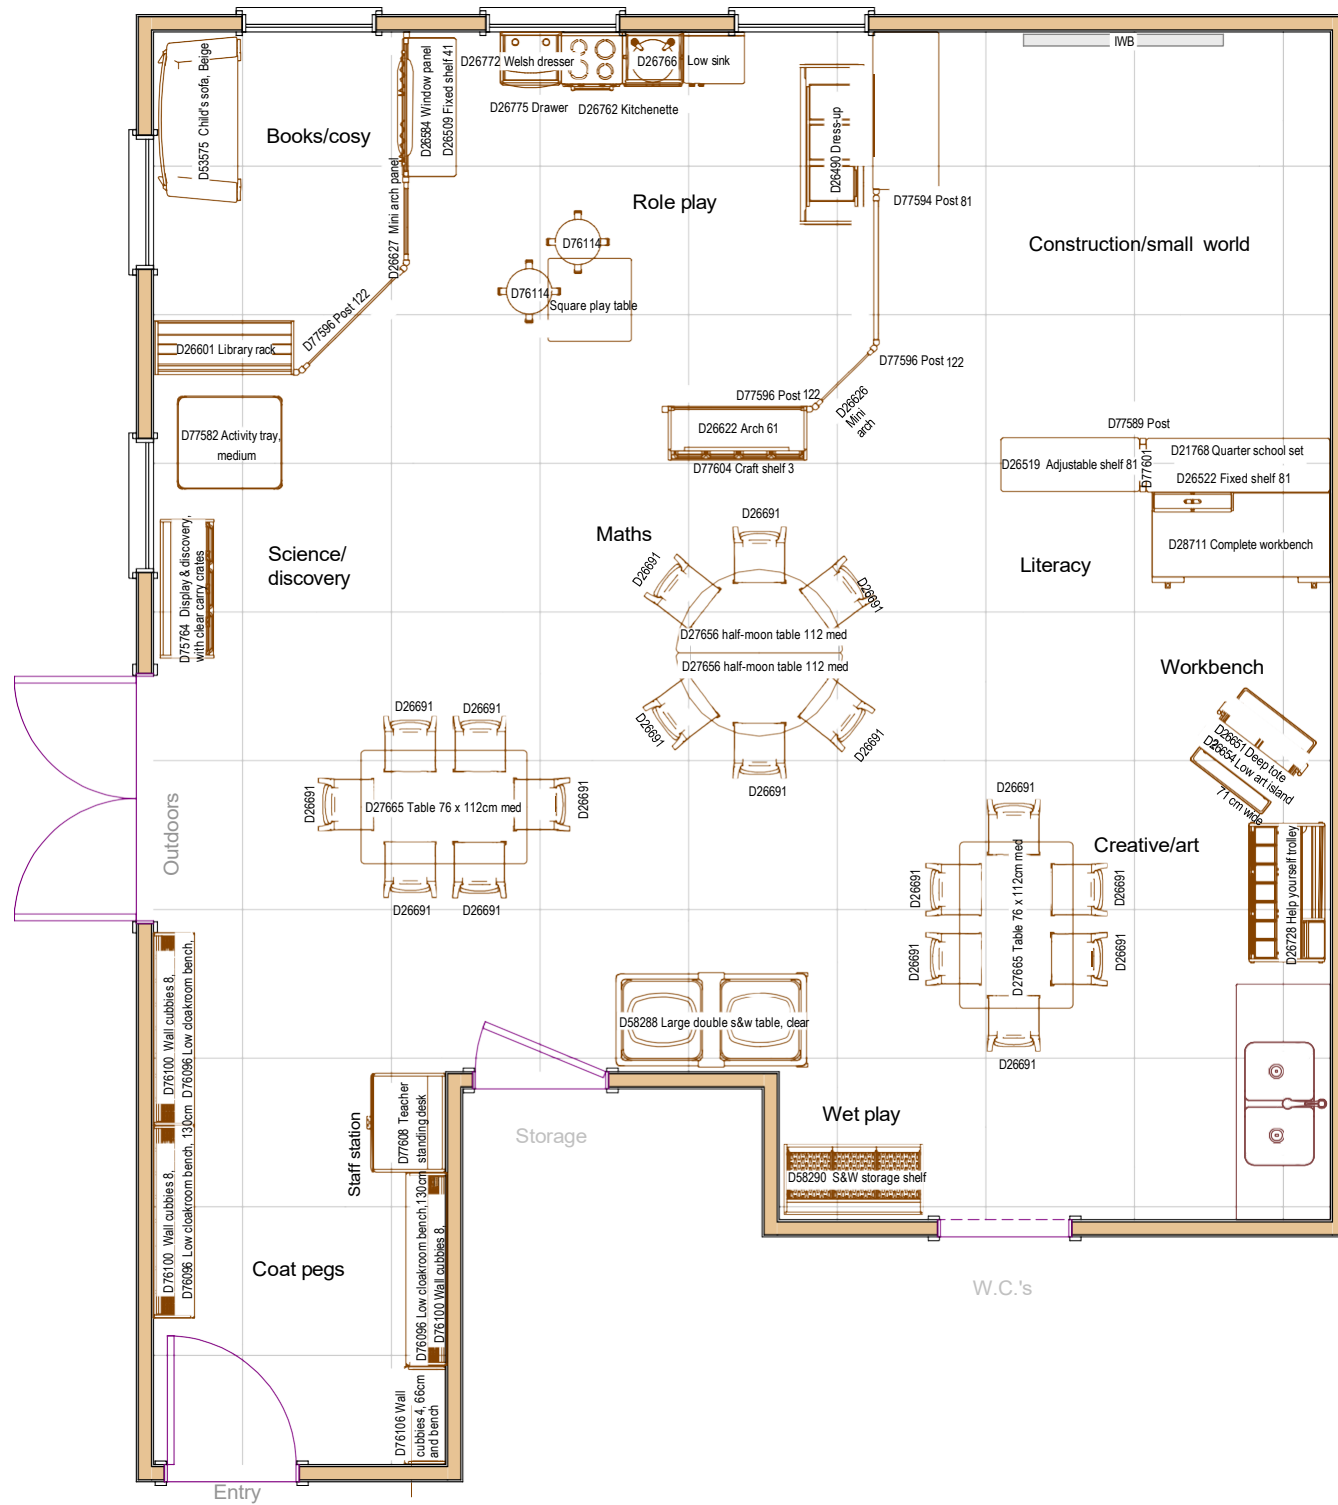 IWB
D53575 Child's sofa, Beige
Books/cosy
D26584 Window panel
D26509 Fixed shelf 41
D26627 Mini arch panel
D26772 Welsh dresser
D26766
Low sink
D26775 Drawer
D26762 Kitchenette
D26490 Dress-up
Role play
D77594 Post 81
Construction/small world
D76114
D76114
Square play table
D77596 Post 122
D26601 Library rack
D77596 Post 122
D77596 Post 122
D26626
Mini
arch
D26622 Arch 61
D77604 Craft shelf 3
D77582 Activity tray,
medium
D77589 Post
D26519 Adjustable shelf 81
D77601
D21768 Quarter school set
D26522 Fixed shelf 81
D28711 Complete workbench
D75764 Display & discovery,
with clear carry crates
Science/
discovery
Maths
D26691
D26691
D26691
D27656 half-moon table 112 med
D27656 half-moon table 112 med
D26691
D26691
D26691
Literacy
Workbench
D26651 Deep tote
D26654 Low art island
71 cm wide
D26691
D26691
D26691
D27665 Table 76 x 112cm med
D26691
D26691
D26691
Outdoors
D26691
Creative/art
D26691
D26691
D27665 Table 76 x 112cm med
D26691
D26691
D26691
D26728 Help yourself trolley
D58288 Large double s&w table, clear
D76100 Wall cubbies 8,
D76096 Low cloakroom bench,
130cm
D76100 Wall cubbies 8,
D76096 Low cloakroom bench, 130cm
Staff station
D77608 Teacher
standing desk
Storage
Wet play
D58290 S&W storage shelf
D76096 Low cloakroom bench,130cm
D76100 Wall cubbies 8,
Coat pegs
W.C.'s
D76106 Wall
cubbies 4, 66cm
and bench
Entry